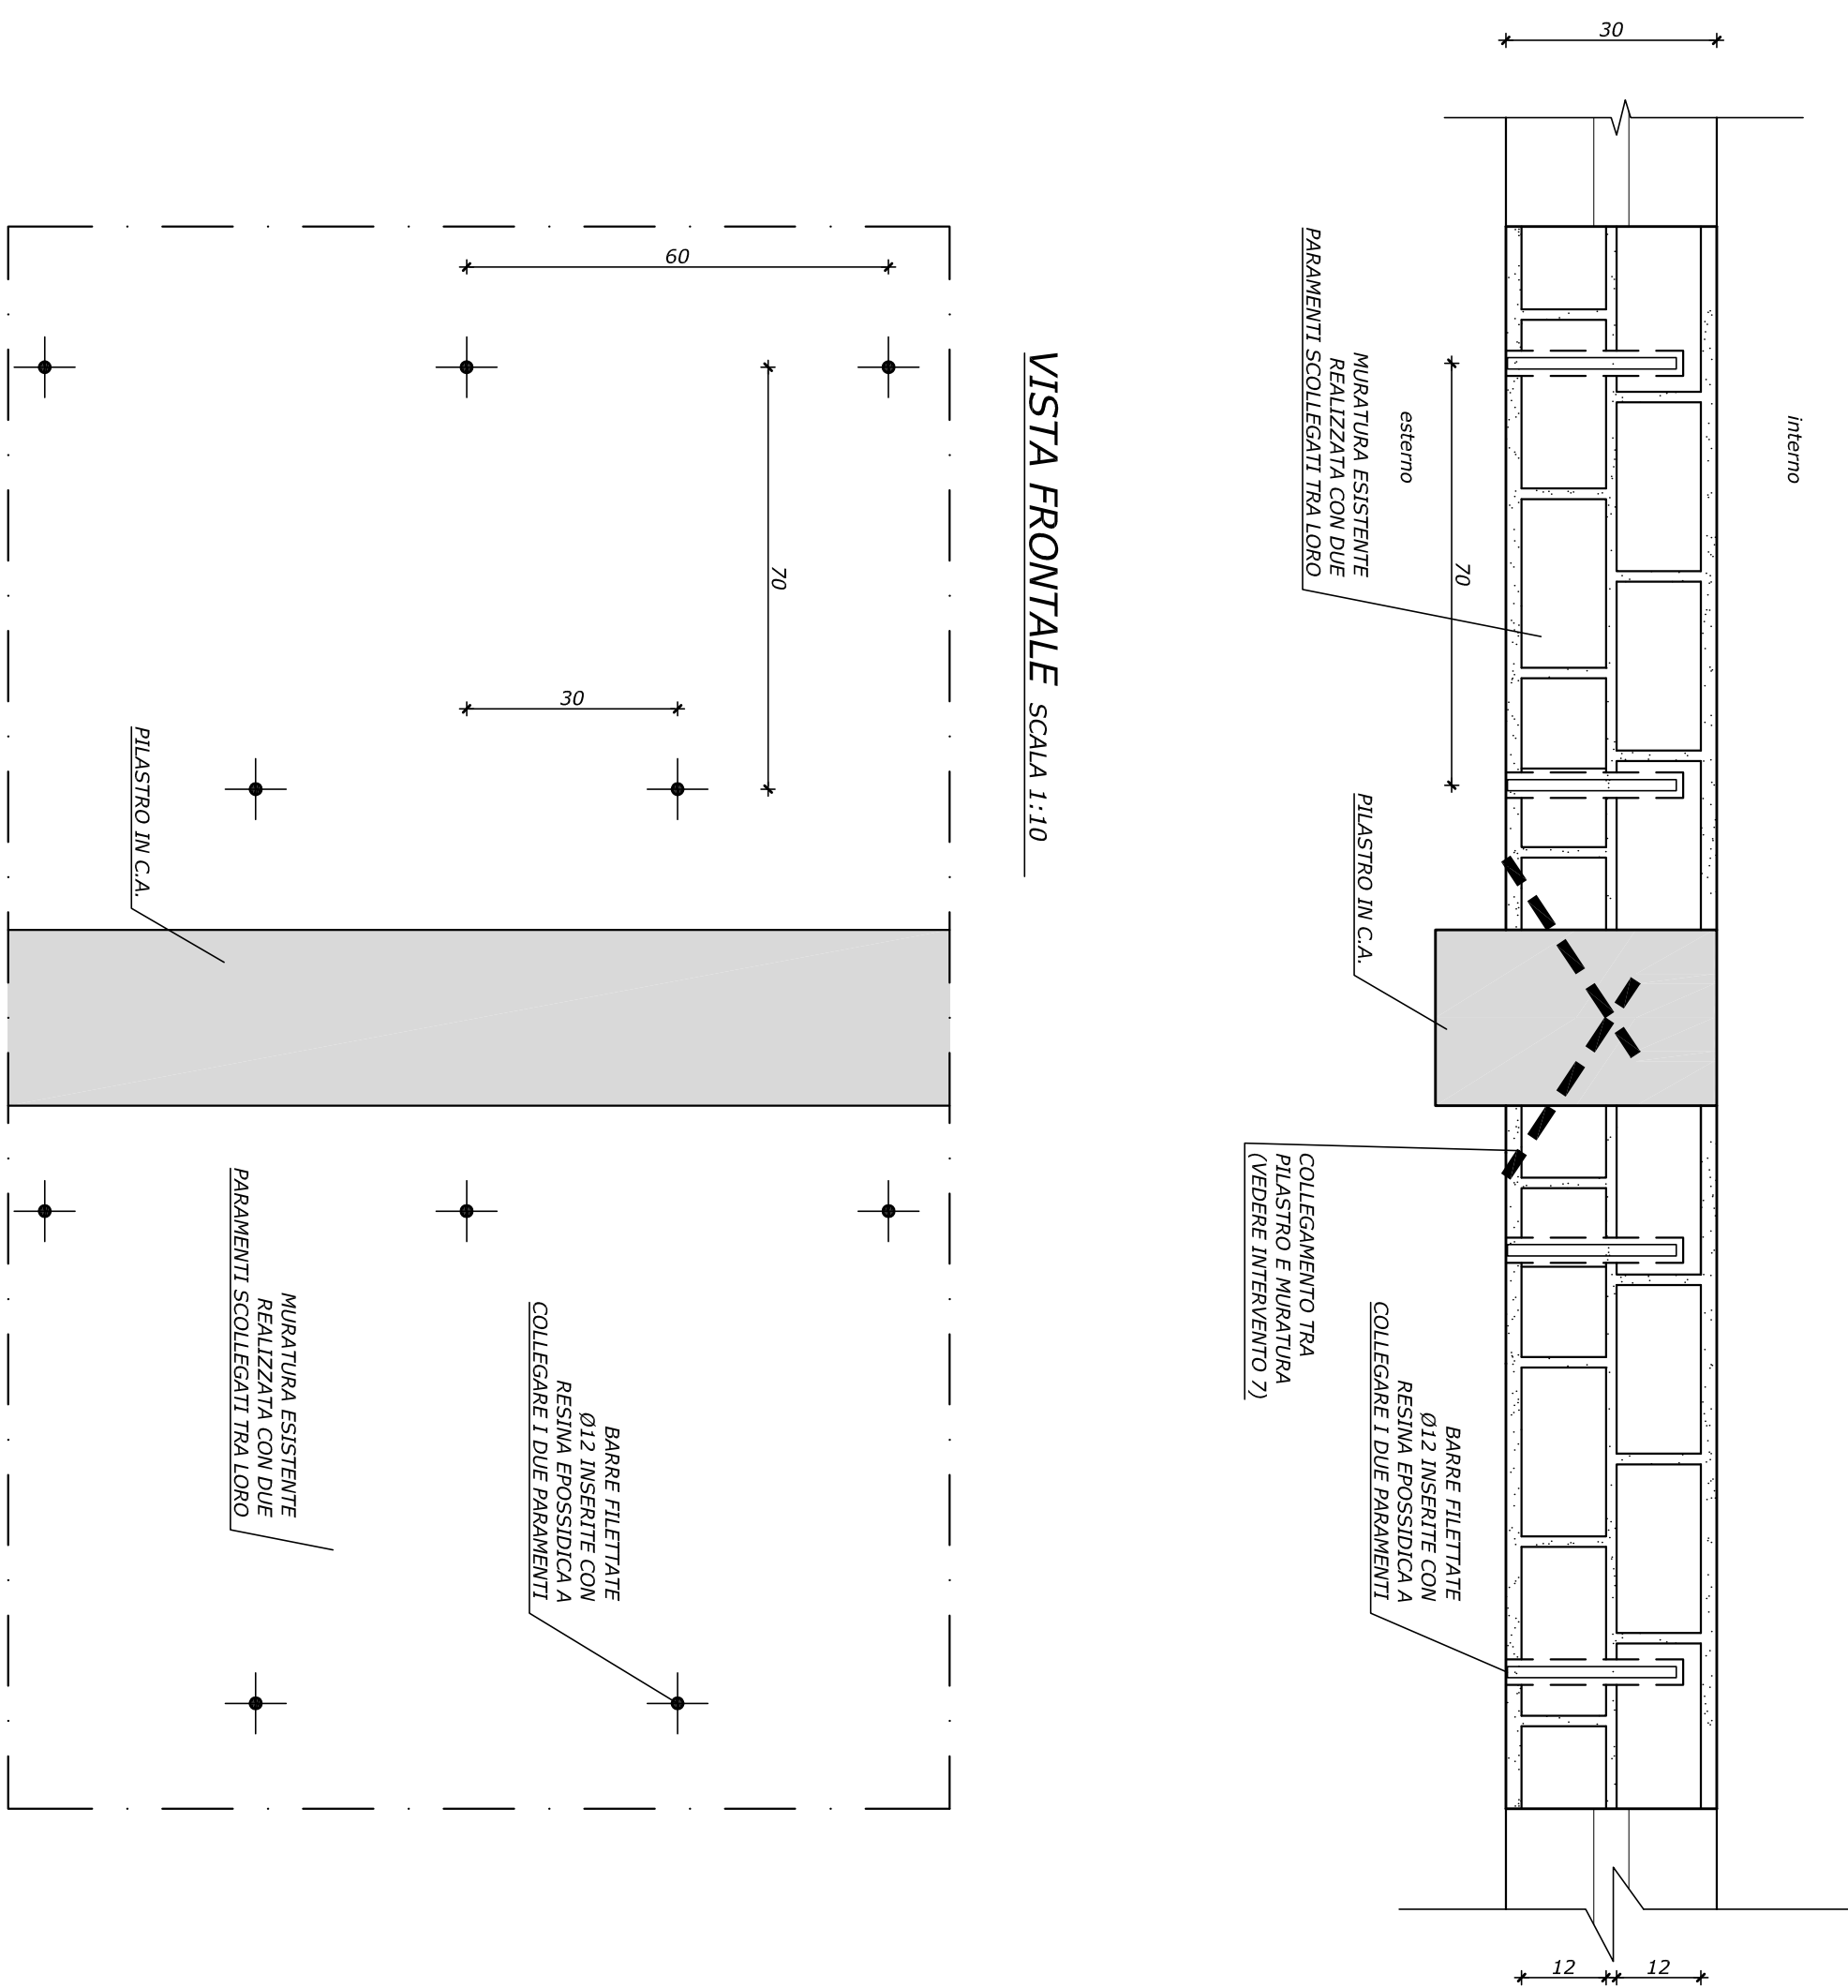 30
interno
esterno
MURATURA ESISTENTE
REALIZZATA CON DUE
PARAMENTI SCOLLEGATI TRA LORO
70
PILASTRO IN C.A.
COLLEGAMENTO TRA
PILASTRO E MURATURA
(VEDERE INTERVENTO 7)
BARRE FILETTATE
Ø12 INSERITE CON
RESINA EPOSSIDICA A
COLLEGARE I DUE PARAMENTI
12
12
VISTA FRONTALE SCALA 1:10
60
70
30
PILASTRO IN C.A.
BARRE FILETTATE
Ø12 INSERITE CON
RESINA EPOSSIDICA A
COLLEGARE I DUE PARAMENTI
MURATURA ESISTENTE
REALIZZATA CON DUE
PARAMENTI SCOLLEGATI TRA LORO